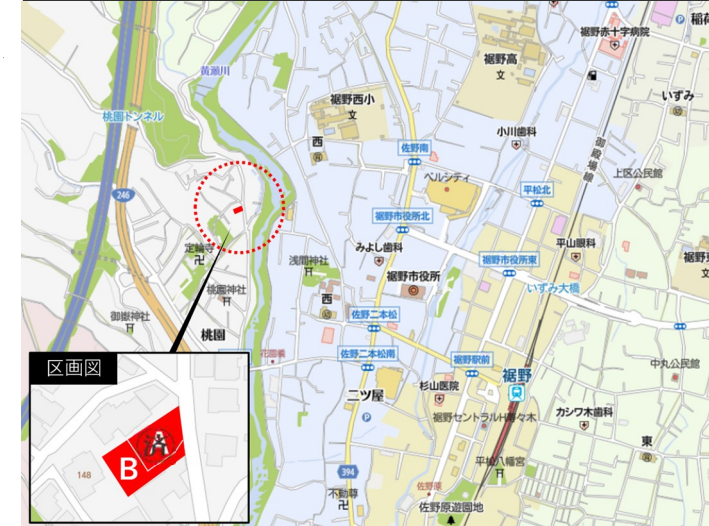 稲荷
裾野赤十字病院
黄瀬川
裾野高
文
裾野西小
文
いずみ
桃園トンネル
小川歯科
西
佐野南
御殿場線
上区公民館
ベルシティ
246
平松北
裾野市役所北
定輪寺
浅間神社
みよし歯科
裾野市役所東
平山眼科
裾野東
文
裾野市役所
いずみ大橋
桃園神社
御嶽神社
西
佐野二本松
桃園
区画図
花園橋
佐野二本松南
裾野駅前
裾野
中丸公民館
杉山医院
二ツ屋
カシワ木歯科
裾野セントラルH
々木
東
B
A
148
394
平松八幡宮
不動尊
佐野原
佐野原遊園地